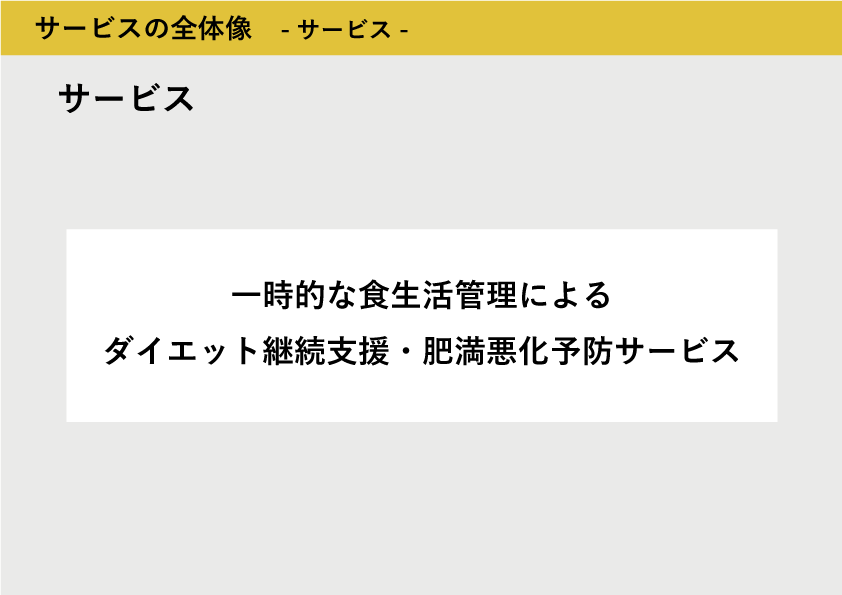 サービスの全体像　- サービス -
サービス
一時的な食生活管理による
ダイエット継続支援・肥満悪化予防サービス